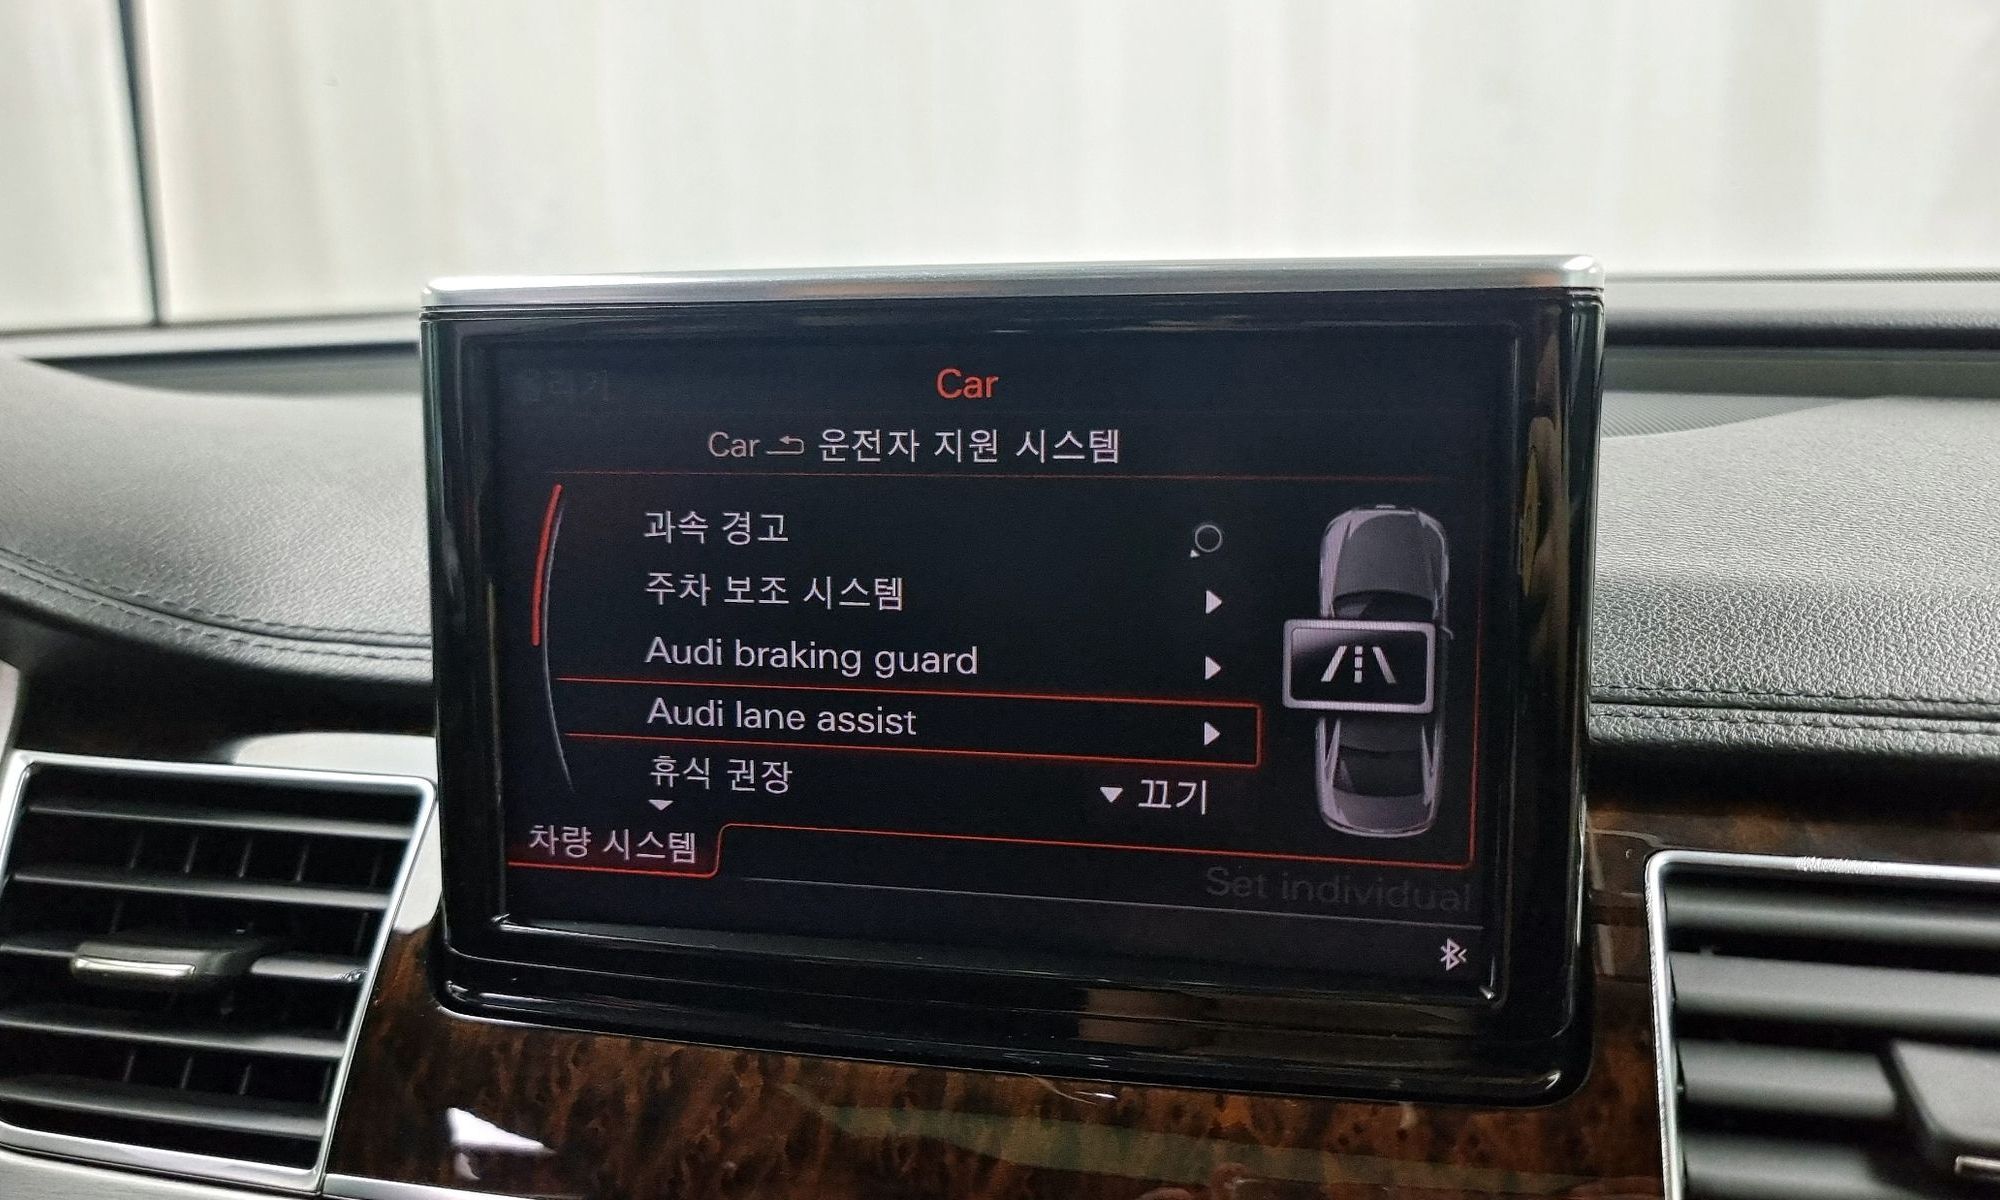 Car
Car 운전자 지원 시스템
과속 경고
주차 보조 시스템
Audi braking guard
Audi lane assist
휴식 권장 끄기
차량 시스템
Set individual